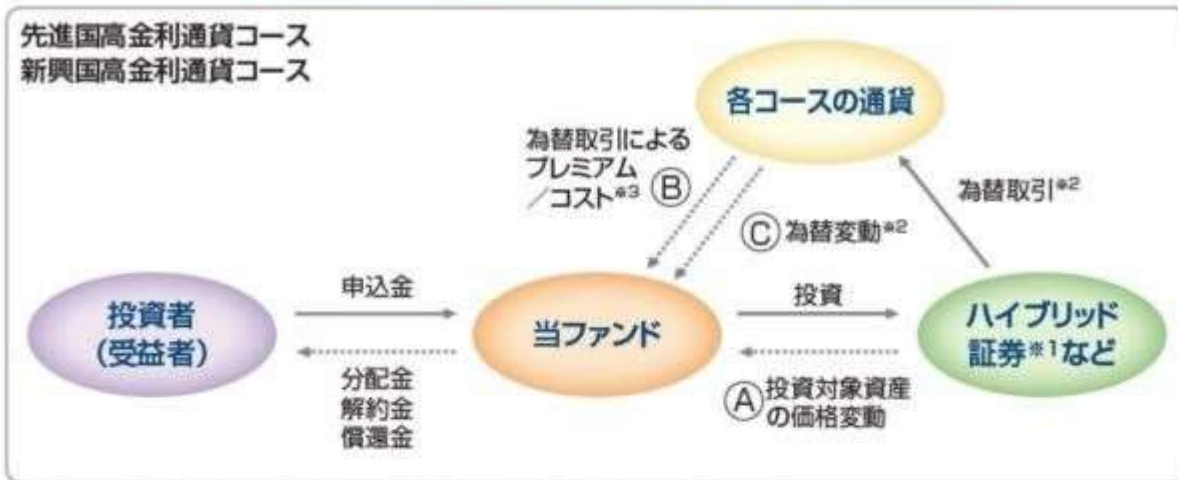 先進国高金利通貨コース
新興国高金利通貨コース
各コースの通貨
為替取引による
プレミアム
／コスト※3 Ⓑ
為替取引※2
Ⓒ 為替変動※2
投資者
(受益者)
申込金
当ファンド
投資
ハイブリッド
証券※1など
分配金
解約金
償還金
Ⓐ 投資対象資産
の価格変動